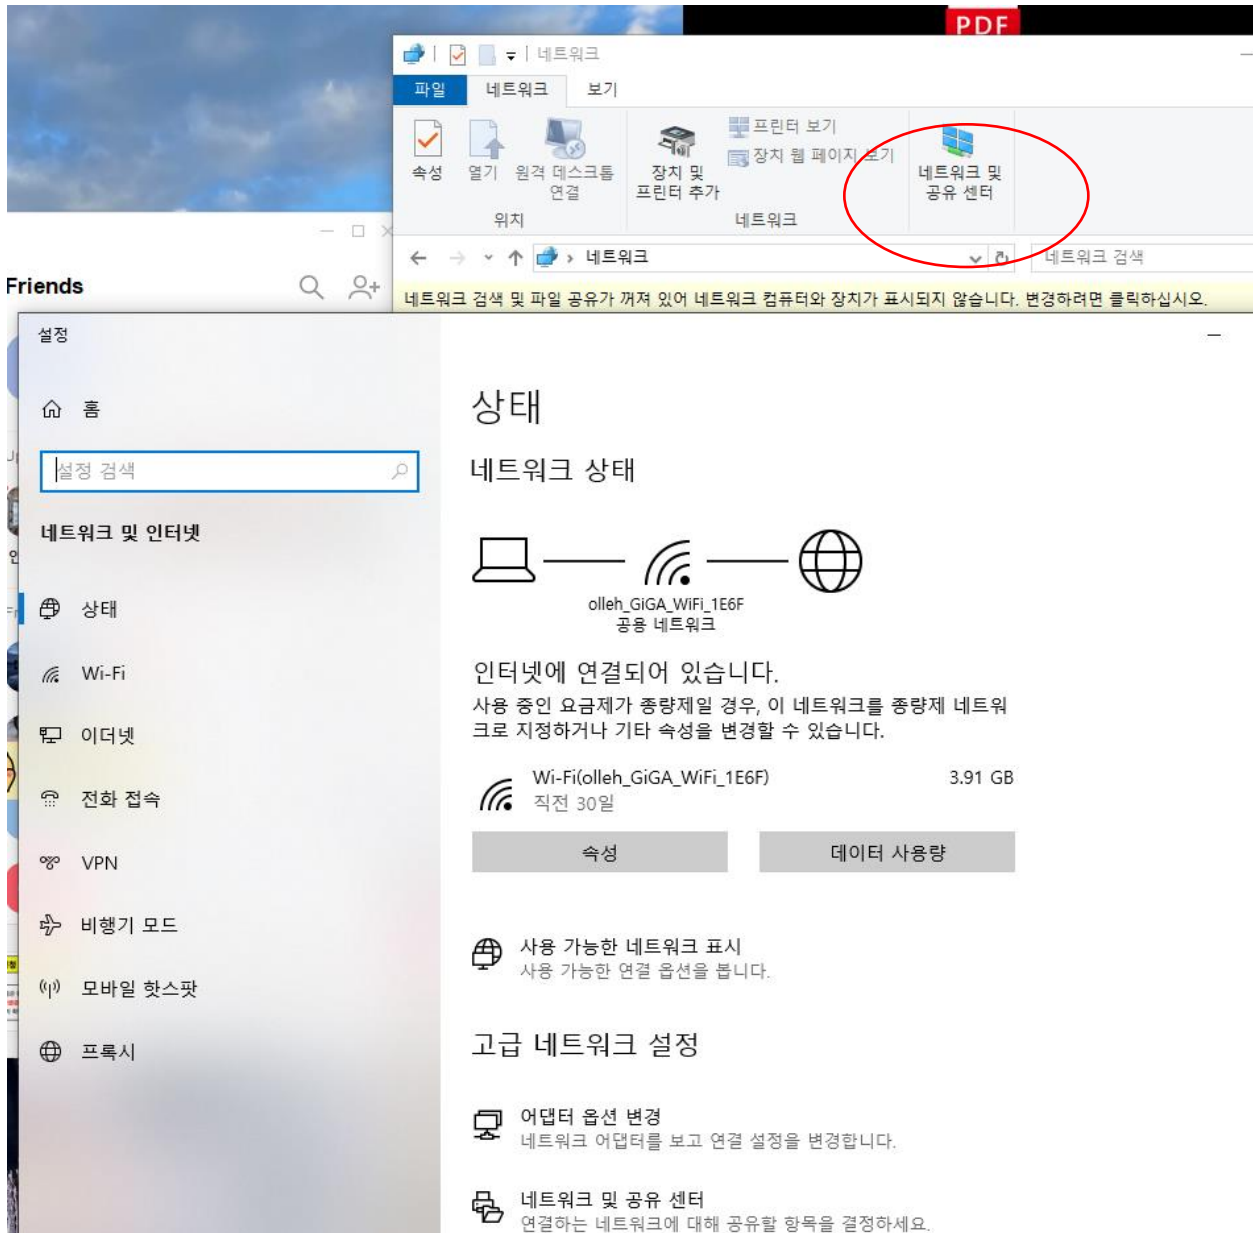 PDF
네트워크
파일 네트워크 보기
속성
열기
원격 데스크톱
연결
위치
장치 및
프린터 추가
프린터 보기
장치 웹 페이지 보기
네트워크
네트워크 및
공유 센터
네트워크
네트워크 검색
네트워크 검색 및 파일 공유가 꺼져 있어 네트워크 컴퓨터와 장치가 표시되지 않습니다. 변경하려면 클릭하십시오.
Friends
설정
홈
설정 검색
네트워크 및 인터넷
상태
Wi-Fi
이더넷
전화 접속
VPN
비행기 모드
모바일 핫스팟
프록시
상태
네트워크 상태
olleh_GiGA_WiFi_1E6F
공용 네트워크
인터넷에 연결되어 있습니다.
사용 중인 요금제가 종량제일 경우, 이 네트워크를 종량제 네트워
크로 지정하거나 기타 속성을 변경할 수 있습니다.
Wi-Fi(olleh_GiGA_WiFi_1E6F) 3.91 GB
직전 30일
속성 데이터 사용량
사용 가능한 네트워크 표시
사용 가능한 연결 옵션을 봅니다.
고급 네트워크 설정
어댑터 옵션 변경
네트워크 어댑터를 보고 연결 설정을 변경합니다.
네트워크 및 공유 센터
연결하는 네트워크에 대해 공유할 항목을 결정하세요.